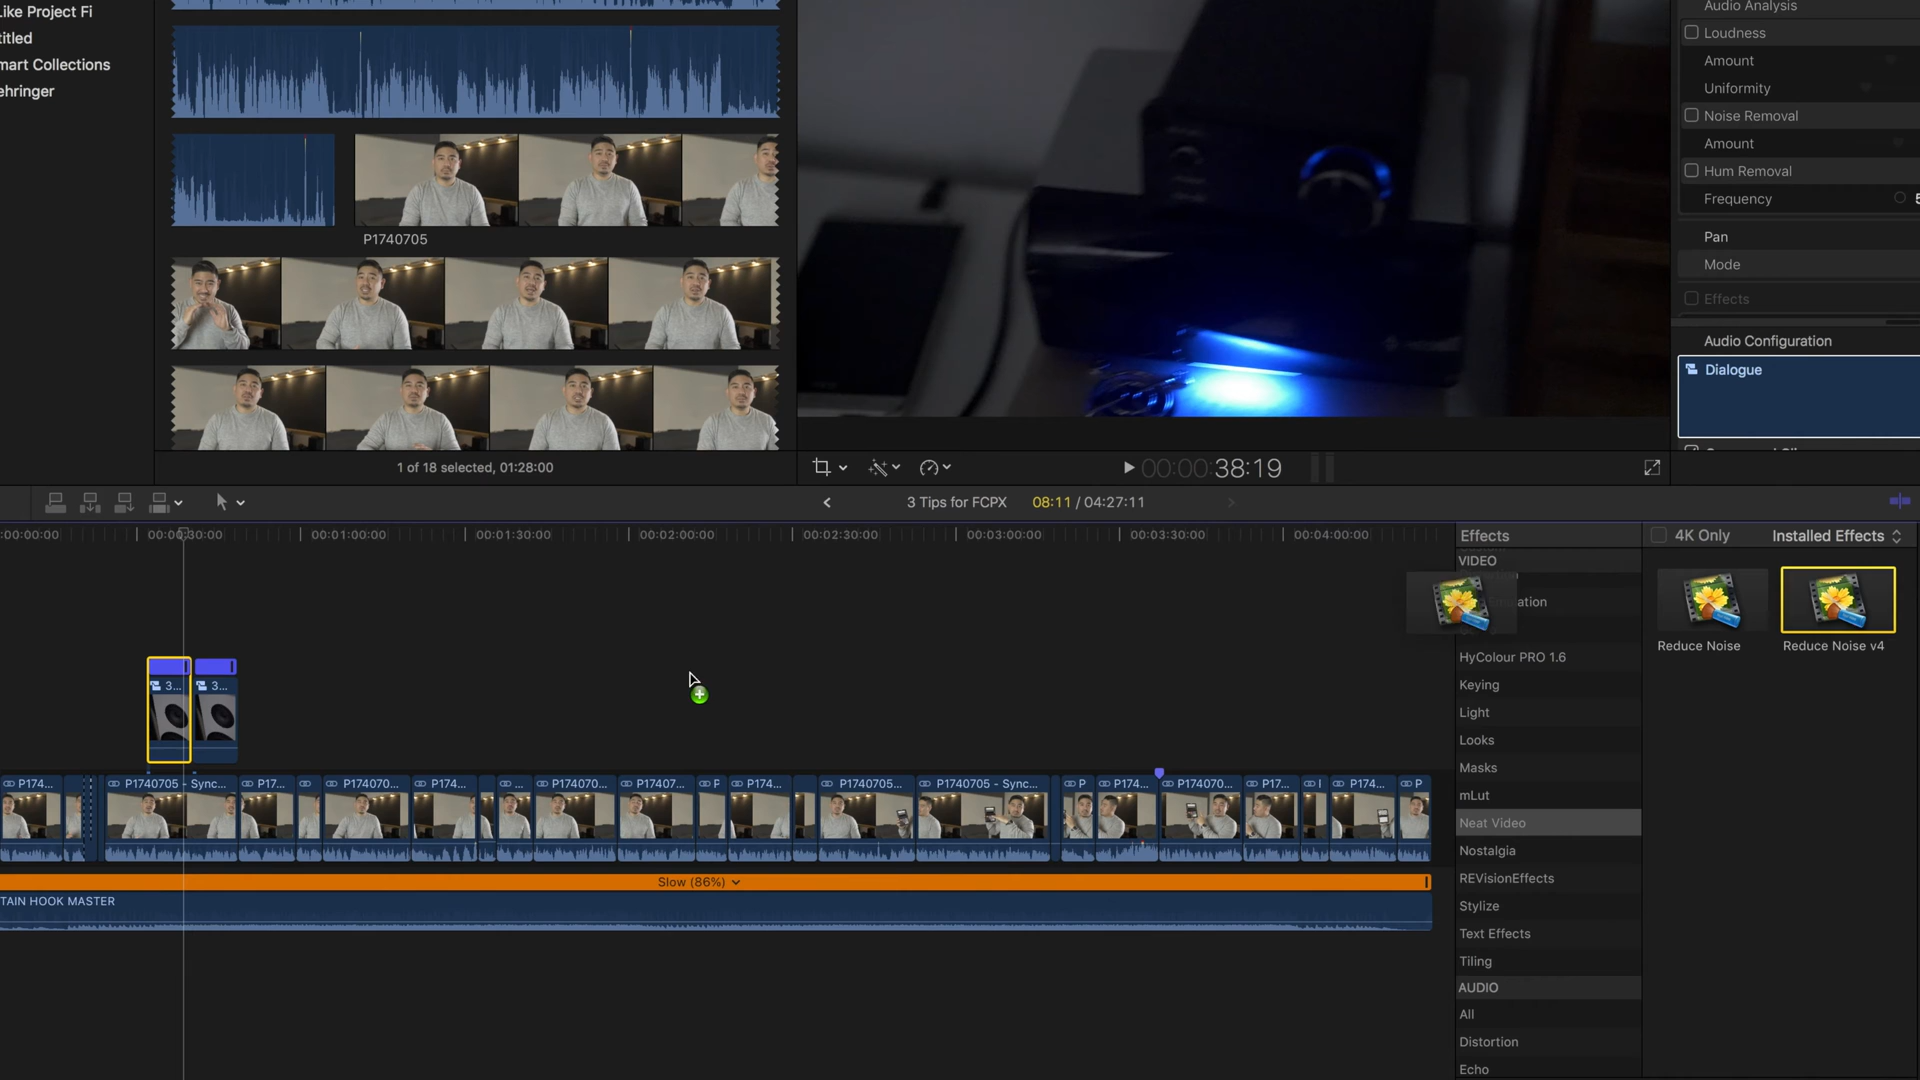 Like Project Fi
titled
mart Collections
ehringer
P1740705
1 of 18 selected, 01:28:00
00:00:38:19
Audio Analysis
Loudness
Amount
Uniformity
Noise Removal
Amount
Hum Removal
Frequency
5
Pan
Mode
Effects
Audio Configuration
Dialogue
3 Tips for FCPX
08:11 / 04:27:11
:00:00:00
00:00:30:00
00:01:00:00
00:01:30:00
00:02:00:00
00:02:30:00
00:03:00:00
00:03:30:00
00:04:00:00
3...
3...
P174...
P1740705 - Sync...
P17...
P174070...
P174...
...
P174070...
P17407...
P
P174...
P1740705...
P1740705 - Sync...
P
P174...
P174070...
P17...
P174...
P
Slow (86%)
TAIN HOOK MASTER
Effects
VIDEO
ation
HyColour PRO 1.6
Keying
Light
Looks
Masks
mLut
Neat Video
Nostalgia
REVisionEffects
Stylize
Text Effects
Tiling
AUDIO
All
Distortion
Echo
4K Only
Installed Effects
Reduce Noise
Reduce Noise v4